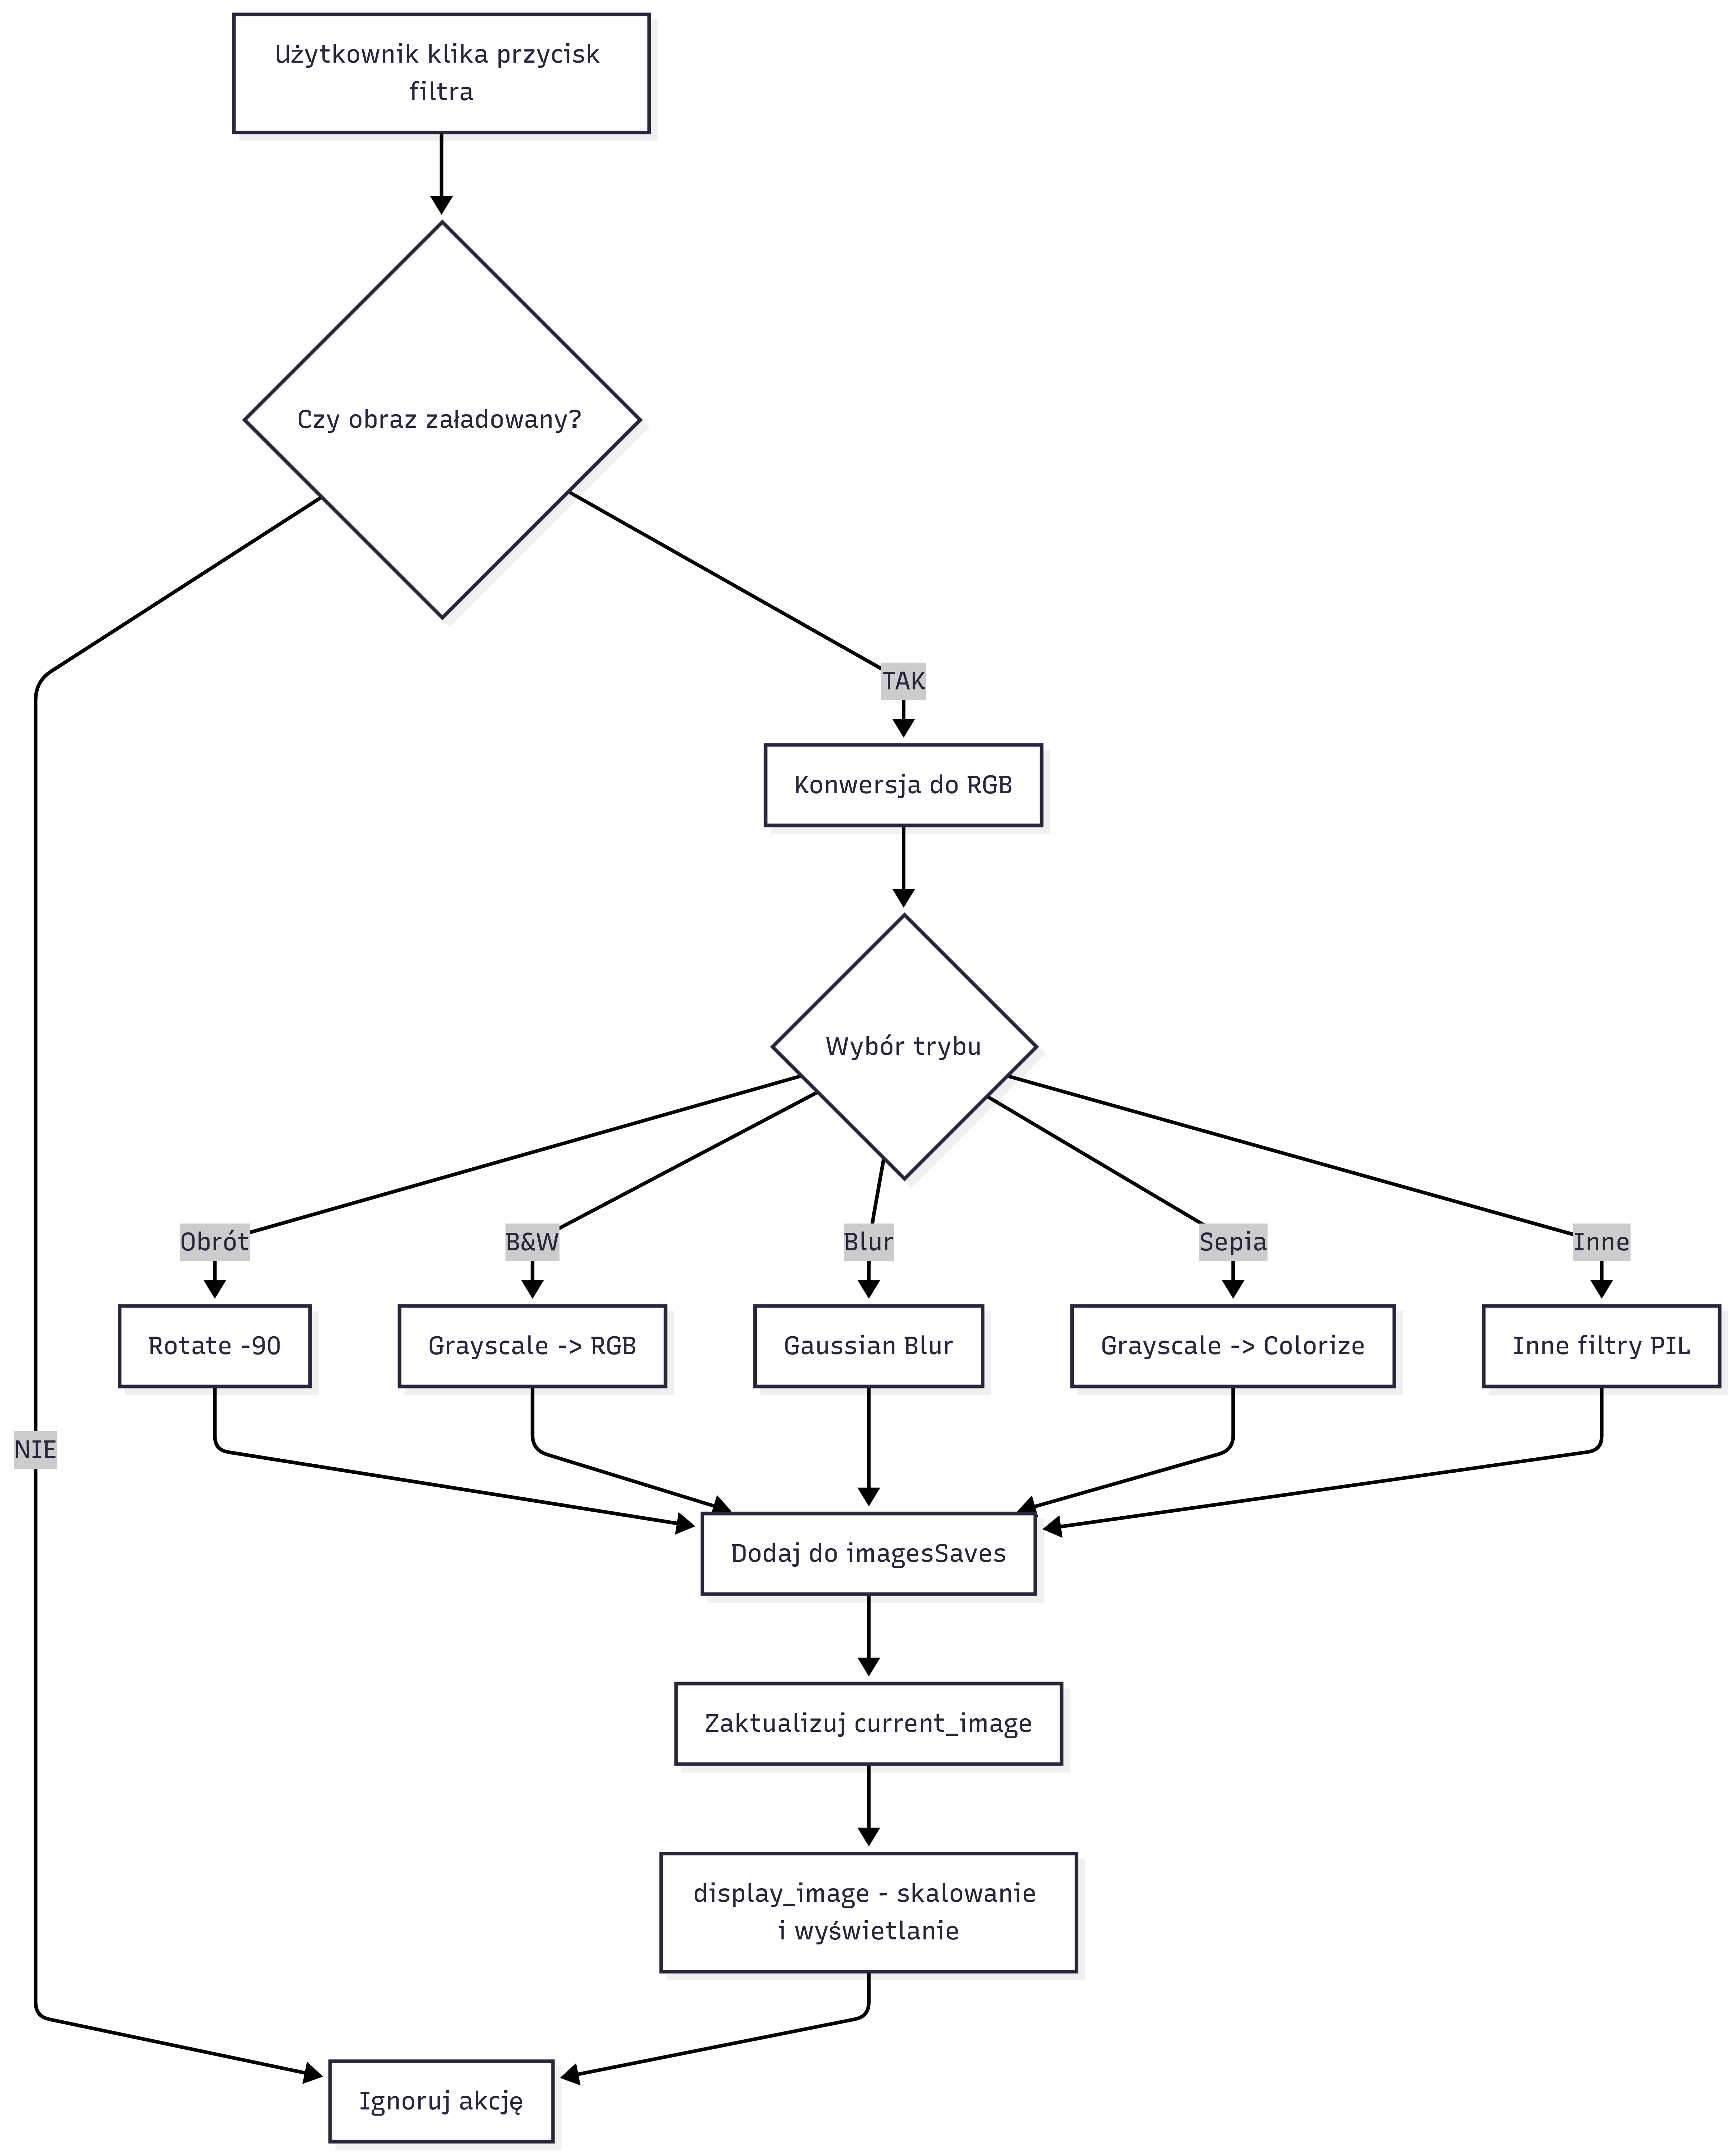 Użytkownik klika przycisk
filtra
Czy obraz załadowany?
TAK
Konwersja do RGB
Wybór trybu
Obrót
B&W
Blur
Sepia
Inne
Rotate -90
Grayscale -> RGB
Gaussian Blur
Grayscale -> Colorize
Inne filtry PIL
NIE
Dodaj do imagesSaves
Zaktualizuj current_image
display_image - skalowanie
i wyświetlanie
Ignoruj akcję